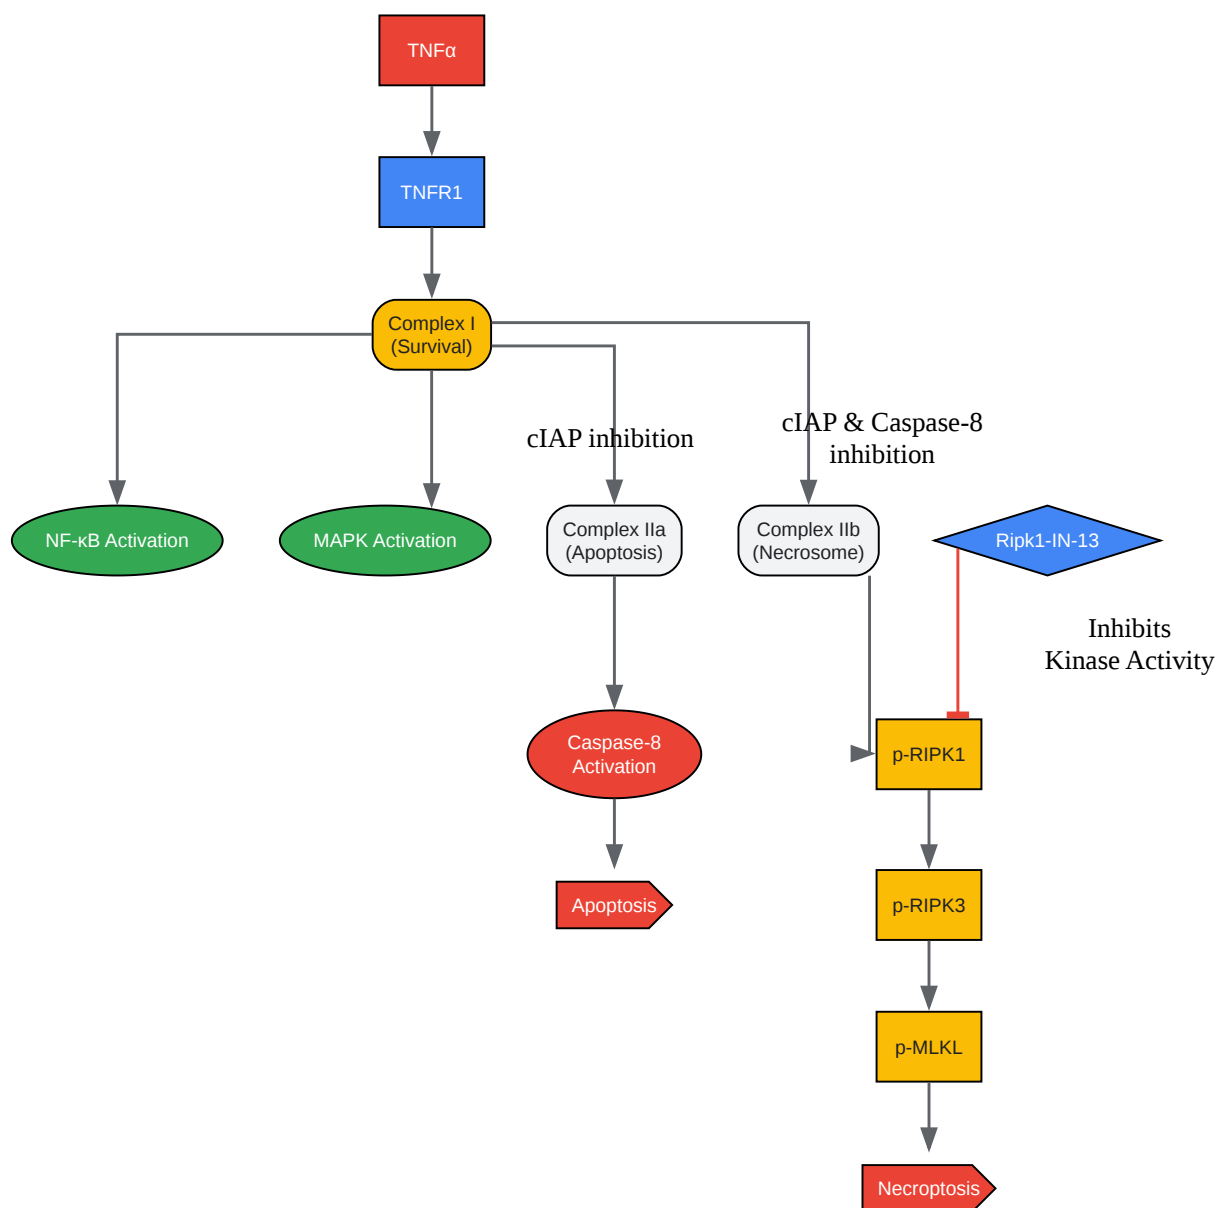 TNFα
TNFR1
Complex I
(Survival)
cIAP inhibition
cIAP & Caspase-8
inhibition
NF-κB Activation
MAPK Activation
Complex IIa
(Apoptosis)
Complex IIb
(Necrosome)
Ripk1-IN-13
Inhibits
Kinase Activity
Caspase-8
Activation
p-RIPK1
Apoptosis
p-RIPK3
p-MLKL
Necroptosis